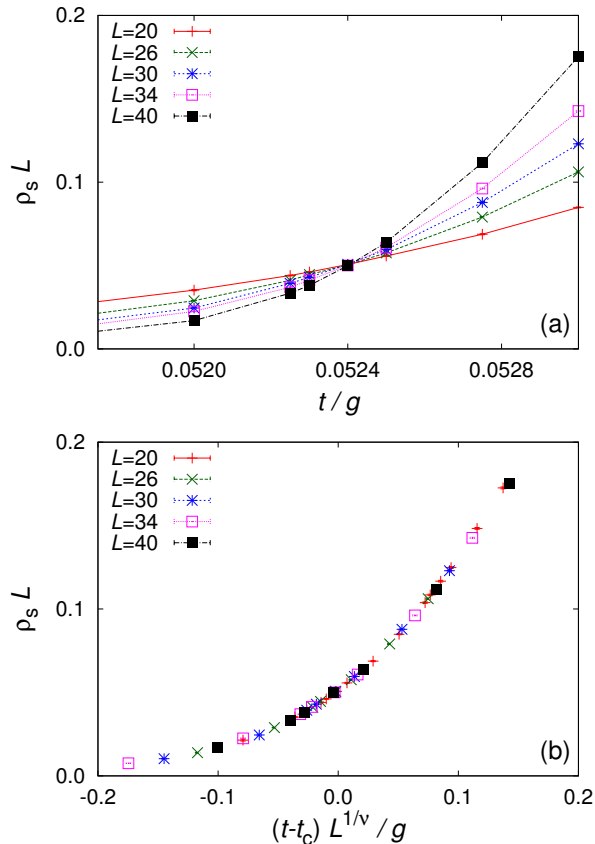 0.2
L=20
L=26
L=30
L=34
L=40
0.1
ρs L
0.0
(a)
0.0520 0.0524 0.0528
t / g
0.2
L=20
L=26
L=30
L=34
L=40
0.1
ρs L
0.0
(b)
-0.2 -0.1 0.0 0.1 0.2
(t-tc) L1/ν / g